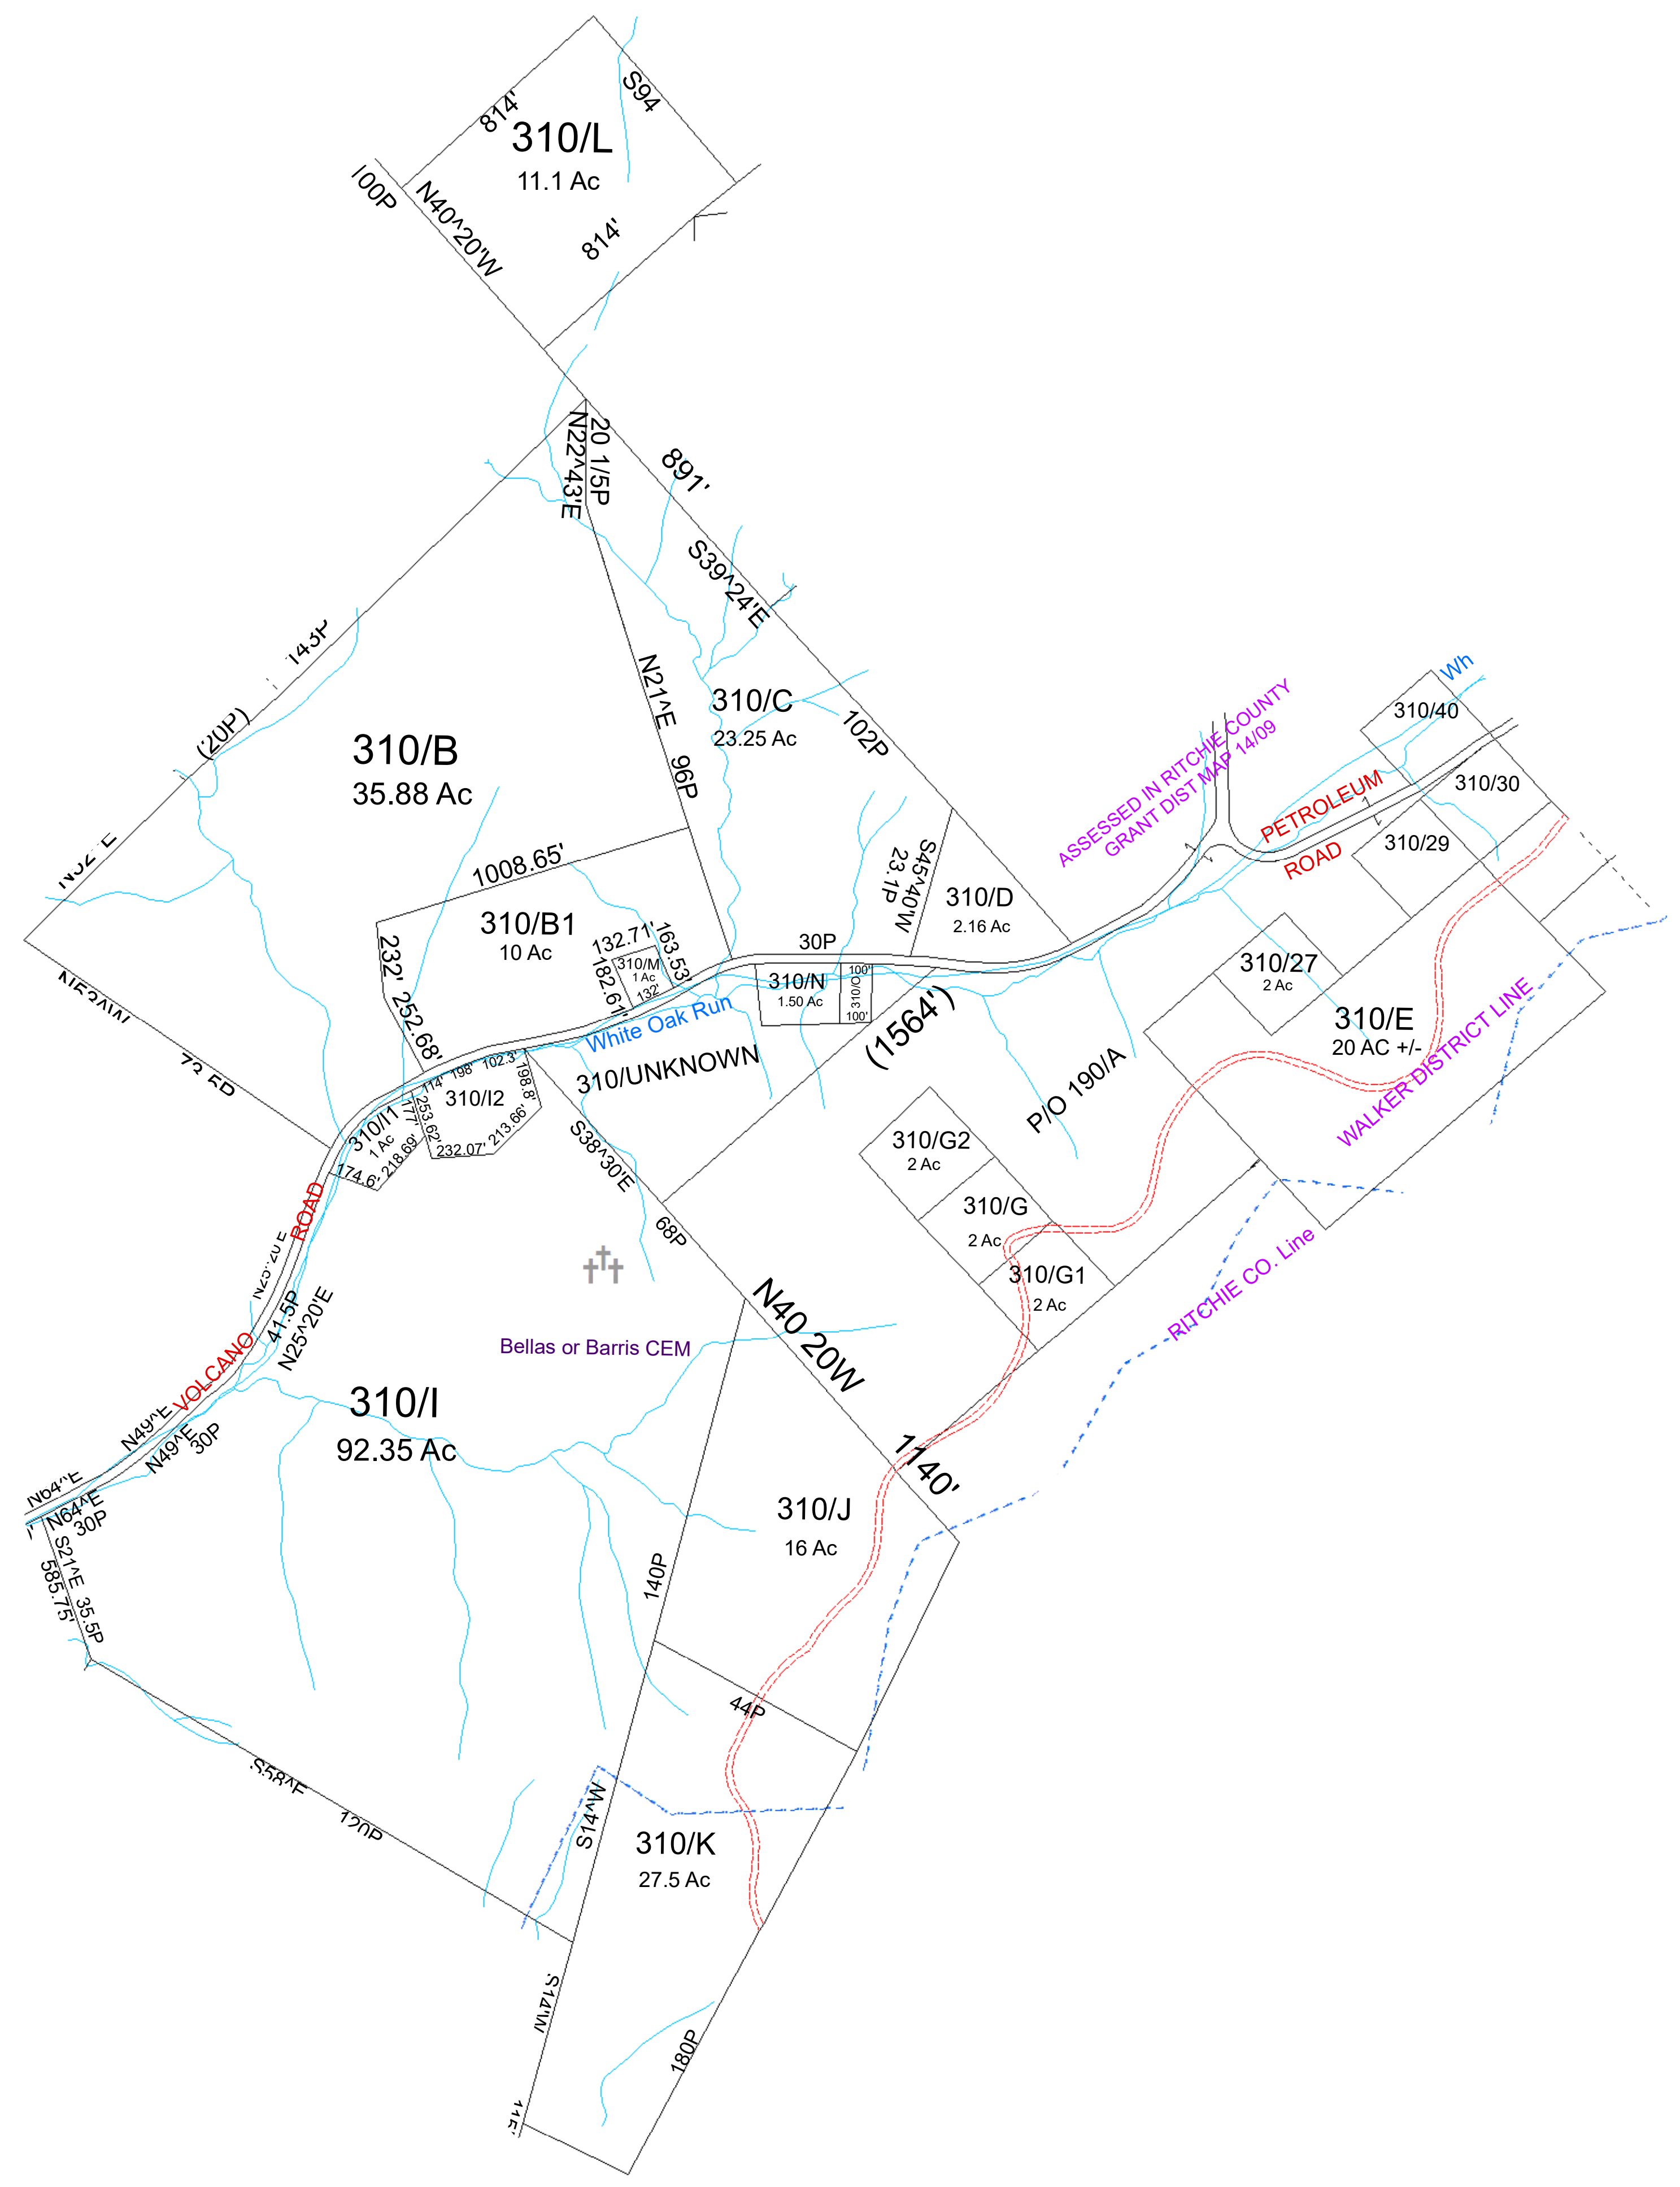 814'
S94
310/L
11.1 Ac
100P
N40^20'W
814'
20 1/5P
N22^43'E
891'
S39^24'E
143P
(20P)
310/B
35.88 Ac
N21^E
96P
310/C
23.25 Ac
102P
ASSESSED IN RITCHIE COUNTY
GRANT DIST MAP 14/09
Wh
310/40
310/30
310/29
PETROLEUM
ROAD
1008.65'
310/B1
10 Ac
232'
252.68'
132.71
163.53'
182.61'
310/M
1 Ac
132'
S45^40'W
23.1P
310/D
2.16 Ac
30P
310/N
1.50 Ac
100'
310/O
100'
310/27
2 Ac
310/E
20 AC +/-
WALKER DISTRICT LINE
N53^W
73.5P
White Oak Run
310/UNKNOWN
(1564')
P/O 190/A
114'
198'
102.3'
198.8'
310/I2
253.62'
232.07'
213.66'
310/I1
1 Ac
177'
218.69'
174.6'
S38^30'E
68P
310/G2
2 Ac
310/G
2 Ac
310/G1
2 Ac
RITCHIE CO. Line
ROAD
VOLCANO
N25^20'E
41.5P
N25^20'E
Bellas or Barris CEM
N40 20W
1140'
310/I
92.35 Ac
N49^E
N49^E
30P
N64^E
N64^E
30P
S21^E
35.5P
585.75'
310/J
16 Ac
140P
44P
S58^E
120P
S14^W
310/K
27.5 Ac
S14^W
180P